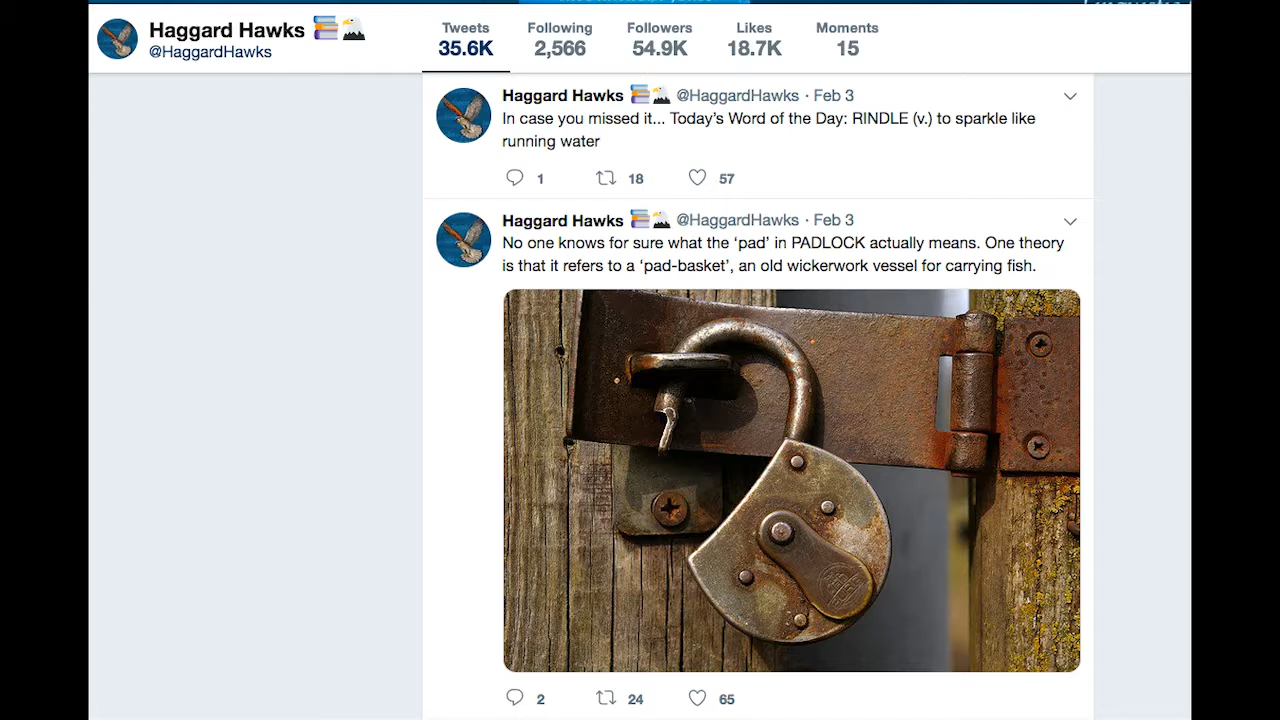 Haggard Hawks
@HaggardHawks
Tweets
35.6K
Following
2,566
Followers
54.9K
Likes
18.7K
Moments
15
Haggard Hawks @HaggardHawks · Feb 3
In case you missed it... Today’s Word of the Day: RINDLE (v.) to sparkle like
running water
1 18 57
Haggard Hawks @HaggardHawks · Feb 3
No one knows for sure what the ‘pad’ in PADLOCK actually means. One theory
is that it refers to a ‘pad-basket’, an old wickerwork vessel for carrying fish.
2 24 65